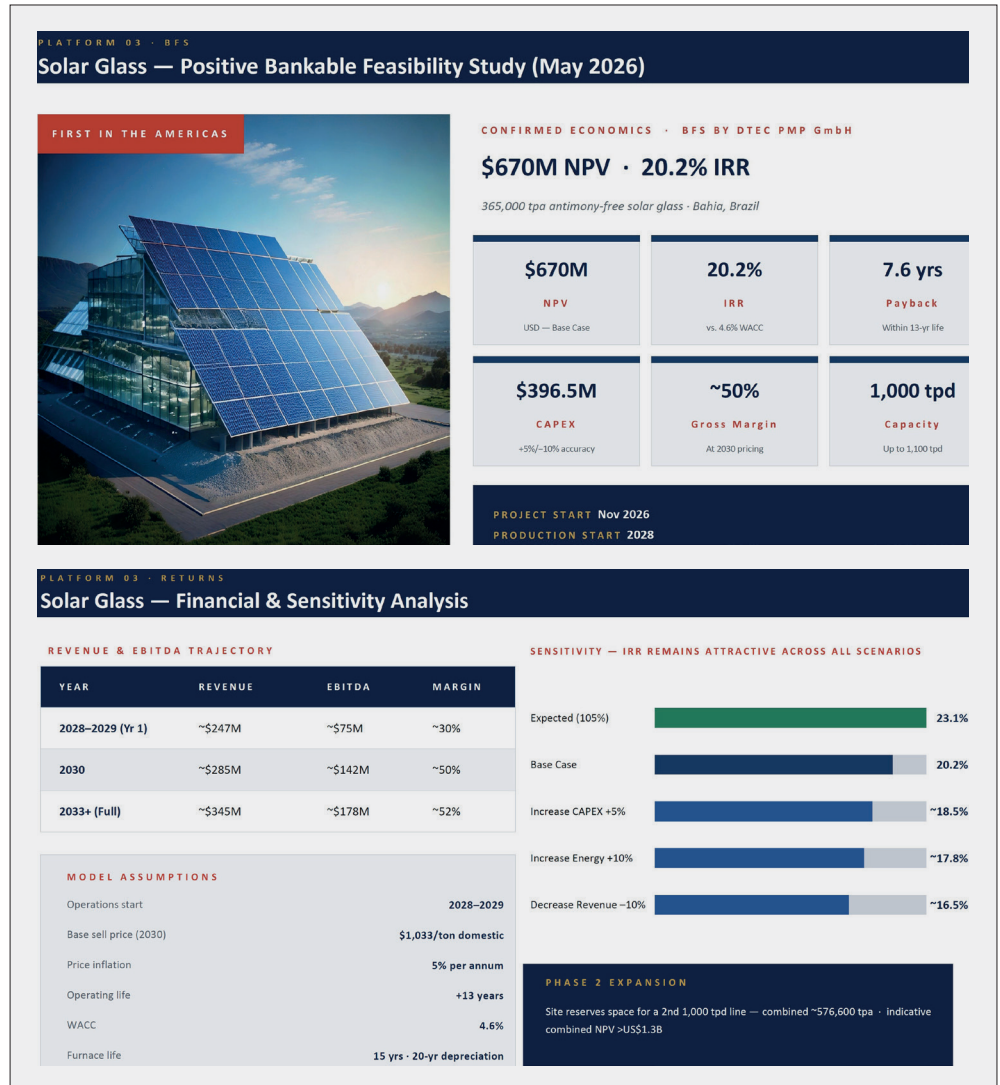 PLATFORM 03 · BFS
Solar Glass — Positive Bankable Feasibility Study (May 2026)
FIRST IN THE AMERICAS
CONFIRMED ECONOMICS · BFS BY DTEC PMP GmbH
$670M NPV · 20.2% IRR
365,000 tpa antimony-free solar glass · Bahia, Brazil
$670M
NPV
USD — Base Case
20.2%
IRR
vs. 4.6% WACC
7.6 yrs
Payback
Within 13-yr life
$396.5M
CAPEX
+5%/−10% accuracy
~50%
Gross Margin
At 2030 pricing
1,000 tpd
Capacity
Up to 1,100 tpd
PROJECT START Nov 2026
PRODUCTION START 2028
PLATFORM 03 · RETURNS
Solar Glass — Financial & Sensitivity Analysis
REVENUE & EBITDA TRAJECTORY
YEAR REVENUE EBITDA MARGIN
2028–2029 (Yr 1) ~$247M ~$75M ~30%
2030 ~$285M ~$142M ~50%
2033+ (Full) ~$345M ~$178M ~52%
MODEL ASSUMPTIONS
Operations start 2028–2029
Base sell price (2030) $1,033/ton domestic
Price inflation 5% per annum
Operating life +13 years
WACC 4.6%
Furnace life 15 yrs · 20-yr depreciation
SENSITIVITY — IRR REMAINS ATTRACTIVE ACROSS ALL SCENARIOS
Expected (105%) 23.1%
Base Case 20.2%
Increase CAPEX +5% ~18.5%
Increase Energy +10% ~17.8%
Decrease Revenue −10% ~16.5%
PHASE 2 EXPANSION
Site reserves space for a 2nd 1,000 tpd line — combined ~576,600 tpa · indicative
combined NPV >US$1.3B